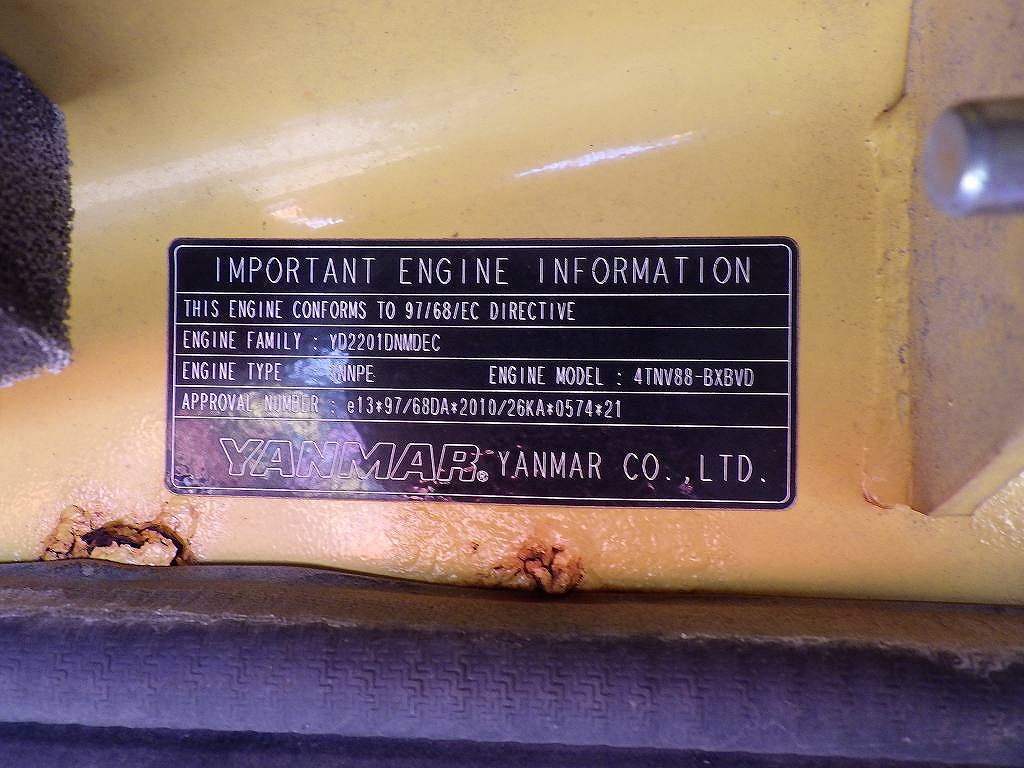 IMPORTANT ENGINE INFORMATION
THIS ENGINE CONFORMS TO 97/68/EC DIRECTIVE
ENGINE FAMILY : YD2201DNMDEC
ENGINE TYPE ENGINE MODEL : 4TNV88-BXBVD
APPROVAL NUMBER : e13*97/68DA*2010/26KA*0574*21
YANMAR® YANMAR CO.,LTD.